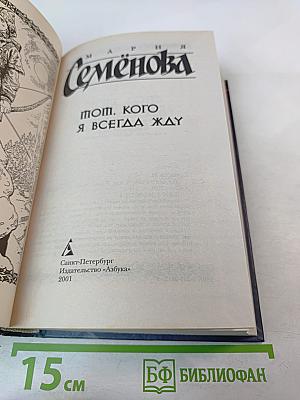 МАРИЯ
Семёнова
ТОТ, КОГО
Я ВСЕГДА ЖДУ
Санкт-Петербург
Издательство «Азбука»
2001
15 см
БФ БИБЛИОФАН